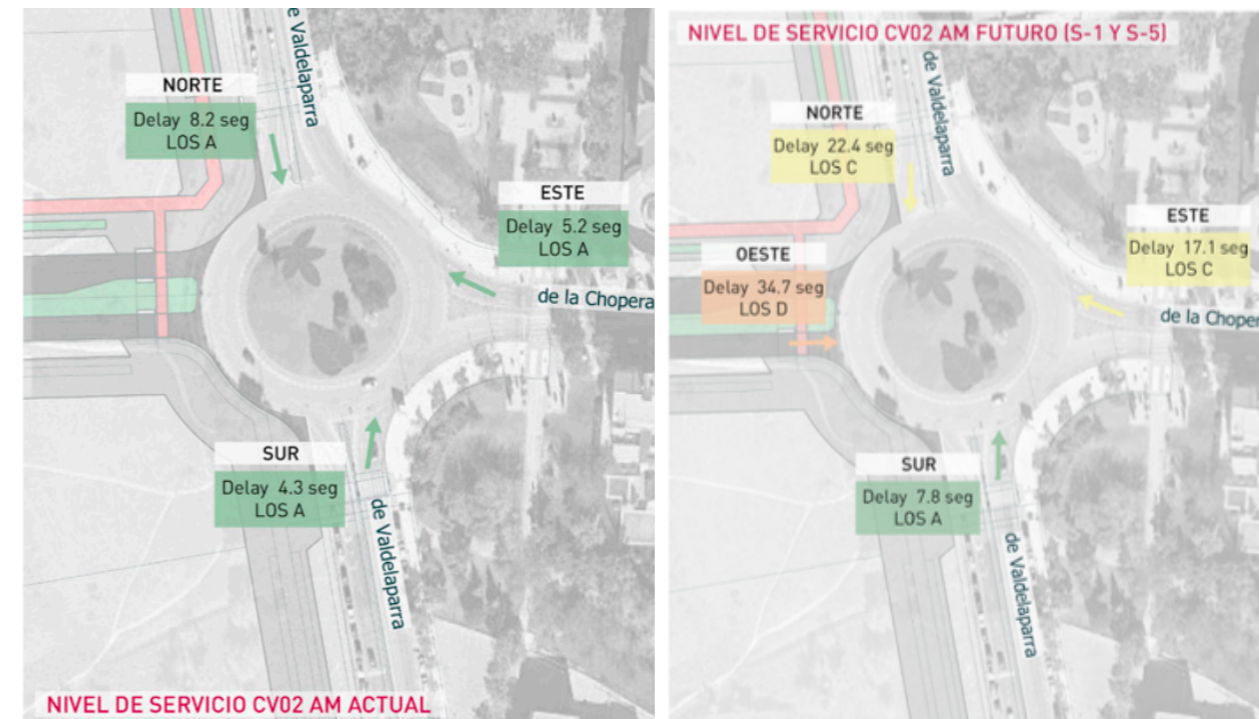 e Valdelaparra
NORTE
Delay 8.2 seg
LOS A
ESTE
Delay 5.2 seg
LOS A
de la Chopera
SUR
Delay 4.3 seg
LOS A
de Valdelaparra
NIVEL DE SERVICIO CV02 AM ACTUAL
NIVEL DE SERVICIO CV02 AM FUTURO (S-1 Y S-5)
de Valdelaparra
NORTE
Delay 22.4 seg
LOS C
ESTE
Delay 17.1 seg
LOS C
OESTE
Delay 34.7 seg
LOS D
de la Choper
SUR
Delay 7.8 seg
LOS A
de Valdelaparra